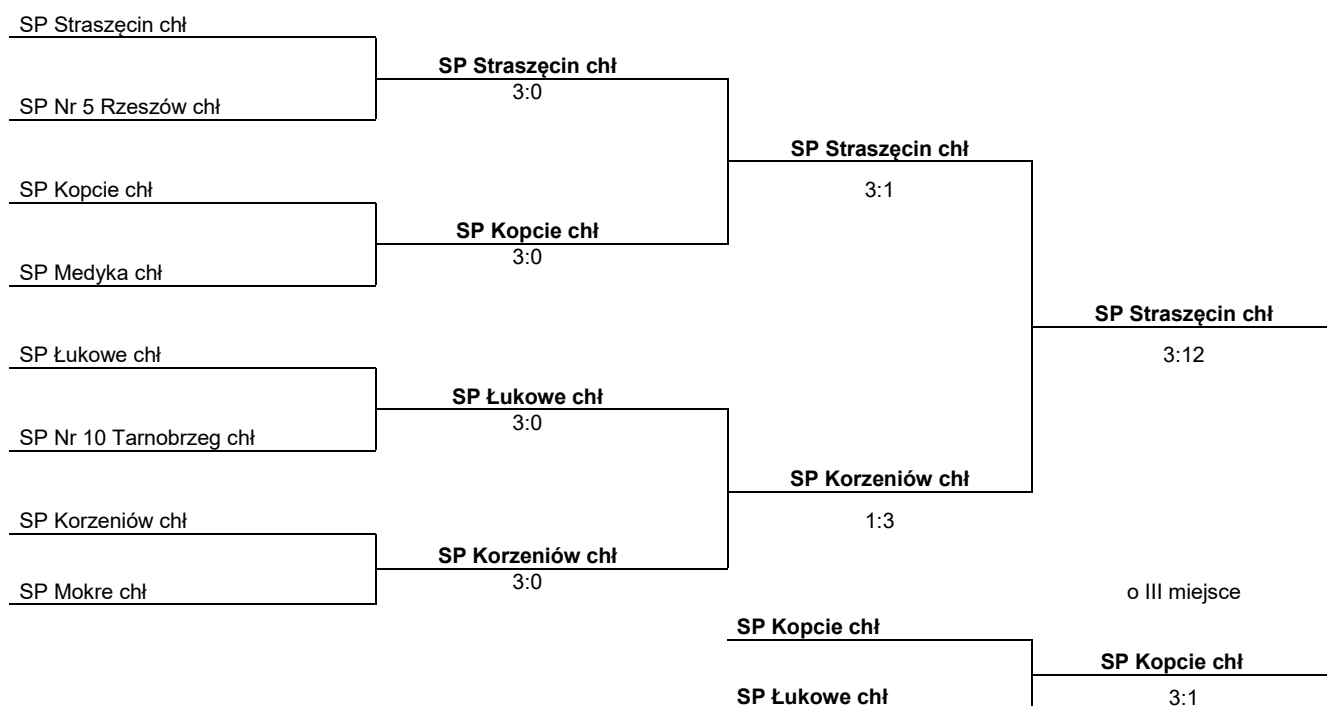 SP Straszęcin chł
SP Straszęcin chł
3:0
SP Nr 5 Rzeszów chł
SP Straszęcin chł
SP Kopcie chł
3:1
SP Kopcie chł
3:0
SP Medyka chł
SP Straszęcin chł
SP Łukowe chł
3:12
SP Łukowe chł
3:0
SP Nr 10 Tarnobrzeg chł
SP Korzeniów chł
SP Korzeniów chł
1:3
SP Korzeniów chł
3:0
SP Mokre chł
o III miejsce
SP Kopcie chł
SP Kopcie chł
SP Łukowe chł
3:1